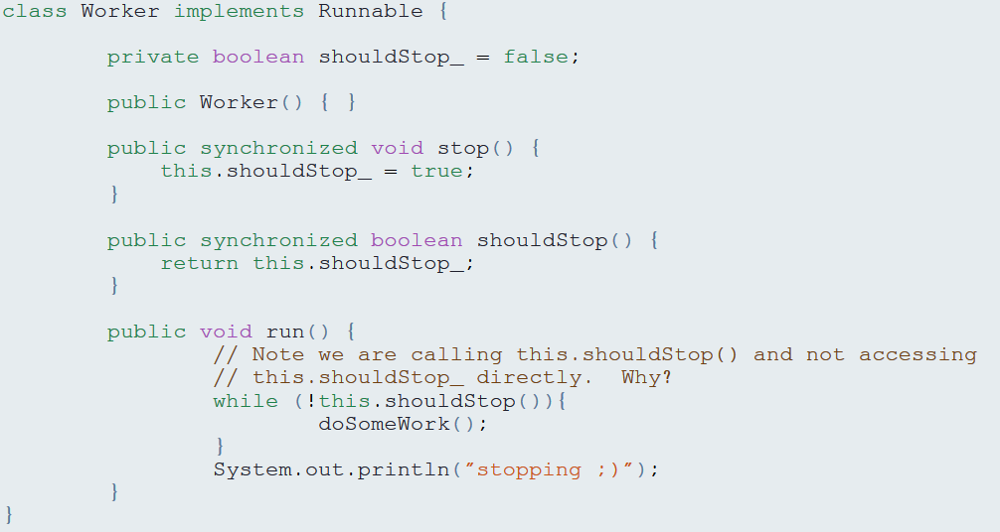 class Worker implements Runnable {
private boolean shouldStop_ = false;
public Worker() { }
public synchronized void stop() {
this.shouldStop_ = true;
}
public synchronized boolean shouldStop() {
return this.shouldStop_;
}
public void run() {
// Note we are calling this.shouldStop() and not accessing
// this.shouldStop_ directly.  Why?
while (!this.shouldStop()){
doSomeWork();
}
System.out.println(″stopping ;)″);
}
}